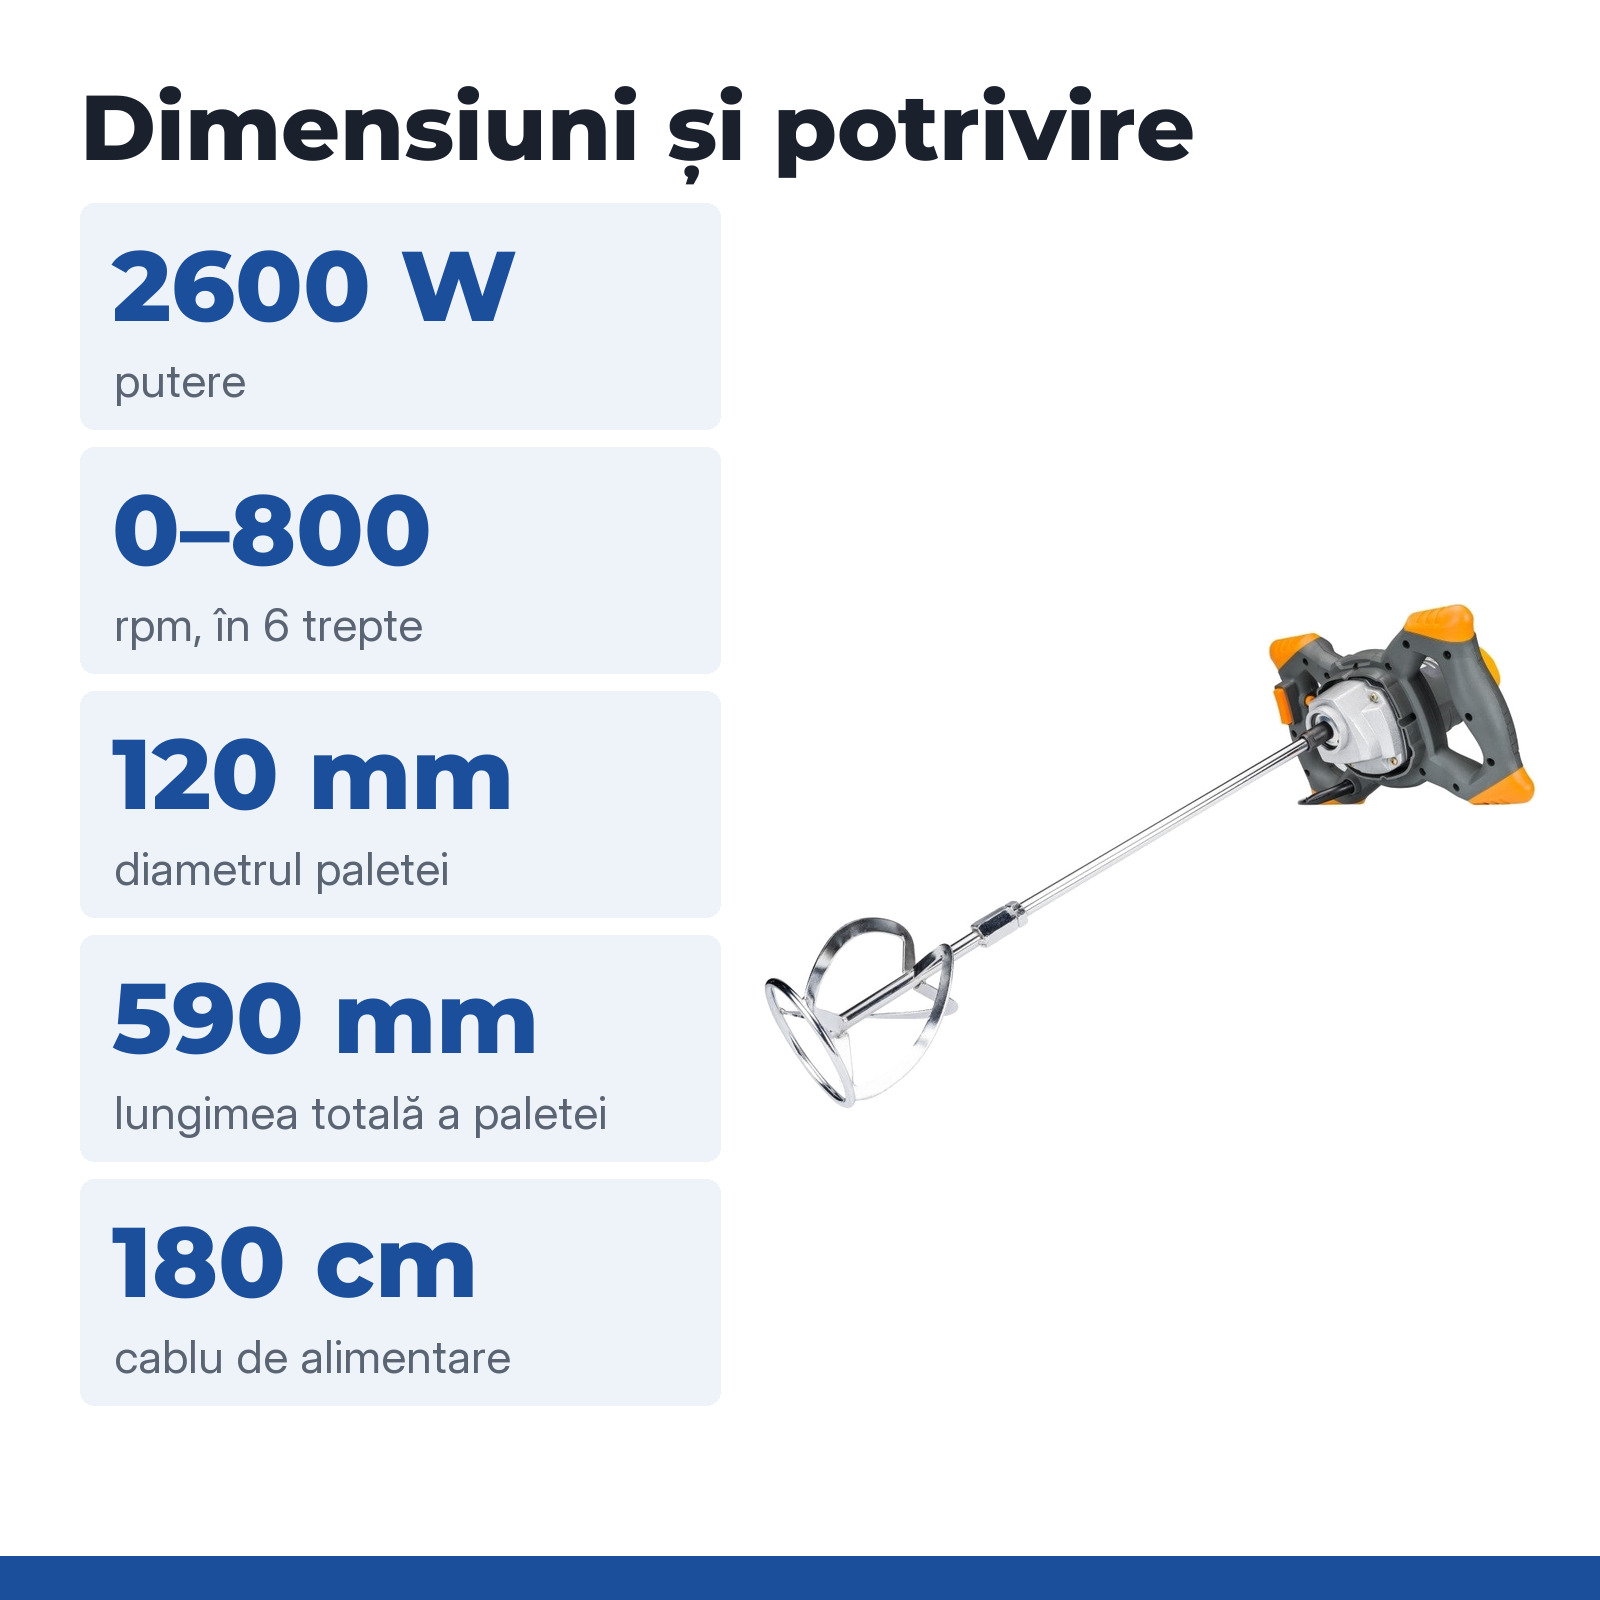 Dimensiuni și potrivire
2600 W
putere
0–800
rpm, în 6 trepte
120 mm
diametrul paletei
590 mm
lungimea totală a paletei
180 cm
cablu de alimentare